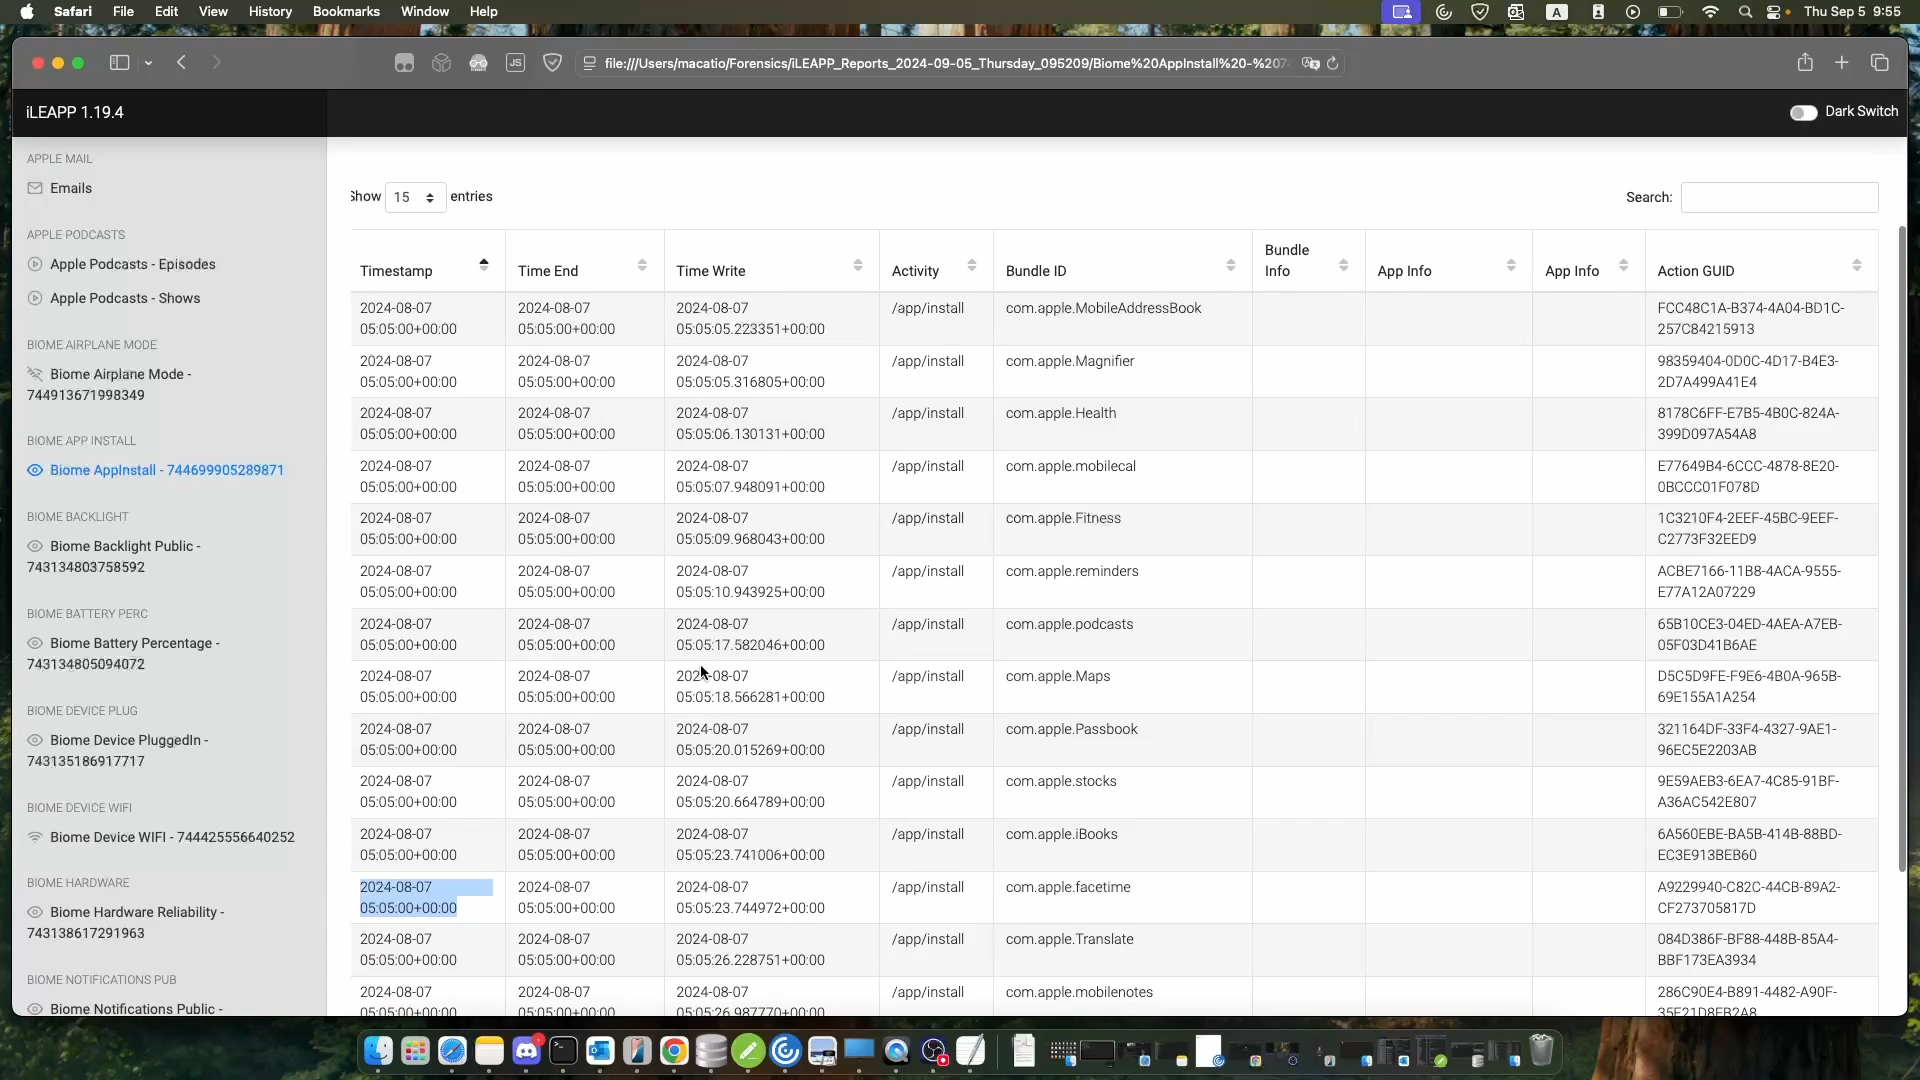 Safari File Edit View History Bookmarks Window Help
A
Thu Sep 5 9:55
JS
file:///Users/macatio/Forensics/iLEAPP_Reports_2024-09-05_Thursday_095209/Biome%20AppInstall%20-%207
iLEAPP 1.19.4
Dark Switch
APPLE MAIL
Emails
APPLE PODCASTS
Apple Podcasts - Episodes
Apple Podcasts - Shows
BIOME AIRPLANE MODE
Biome Airplane Mode -
744913671998349
BIOME APP INSTALL
Biome AppInstall - 744699905289871
BIOME BACKLIGHT
Biome Backlight Public -
743134803758592
BIOME BATTERY PERC
Biome Battery Percentage -
743134805094072
BIOME DEVICE PLUG
Biome Device PluggedIn -
743135186917717
BIOME DEVICE WIFI
Biome Device WIFI - 744425556640252
BIOME HARDWARE
Biome Hardware Reliability -
743138617291963
BIOME NOTIFICATIONS PUB
Biome Notifications Public -
Show 15 entries
Search:
Timestamp Time End Time Write Activity Bundle ID Bundle Info App Info App Info Action GUID
2024-08-07 2024-08-07 2024-08-07 /app/install com.apple.MobileAddressBook FCC48C1A-B374-4A04-BD1C-
05:05:00+00:00 05:05:00+00:00 05:05:05.223351+00:00 257C84215913
2024-08-07 2024-08-07 2024-08-07 /app/install com.apple.Magnifier 98359404-0D0C-4D17-B4E3-
05:05:00+00:00 05:05:00+00:00 05:05:05.316805+00:00 2D7A499A41E4
2024-08-07 2024-08-07 2024-08-07 /app/install com.apple.Health 8178C6FF-E7B5-4B0C-824A-
05:05:00+00:00 05:05:00+00:00 05:05:06.130131+00:00 399D097A54A8
2024-08-07 2024-08-07 2024-08-07 /app/install com.apple.mobilecal E77649B4-6CCC-4878-8E20-
05:05:00+00:00 05:05:00+00:00 05:05:07.948091+00:00 0BCCC01F078D
2024-08-07 2024-08-07 2024-08-07 /app/install com.apple.Fitness 1C3210F4-2EEF-45BC-9EEF-
05:05:00+00:00 05:05:00+00:00 05:05:09.968043+00:00 C2773F32EED9
2024-08-07 2024-08-07 2024-08-07 /app/install com.apple.reminders ACBE7166-11B8-4ACA-9555-
05:05:00+00:00 05:05:00+00:00 05:05:10.943925+00:00 E77A12A07229
2024-08-07 2024-08-07 2024-08-07 /app/install com.apple.podcasts 65B10CE3-04ED-4AEA-A7EB-
05:05:00+00:00 05:05:00+00:00 05:05:17.582046+00:00 05F03D41B6AE
2024-08-07 2024-08-07 2024-08-07 /app/install com.apple.Maps D5C5D9FE-F9E6-4B0A-965B-
05:05:00+00:00 05:05:00+00:00 05:05:18.566281+00:00 69E155A1A254
2024-08-07 2024-08-07 2024-08-07 /app/install com.apple.Passbook 321164DF-33F4-4327-9AE1-
05:05:00+00:00 05:05:00+00:00 05:05:20.015269+00:00 96EC5E2203AB
2024-08-07 2024-08-07 2024-08-07 /app/install com.apple.stocks 9E59AEB3-6EA7-4C85-91BF-
05:05:00+00:00 05:05:00+00:00 05:05:20.664789+00:00 A36AC542E807
2024-08-07 2024-08-07 2024-08-07 /app/install com.apple.iBooks 6A560EBE-BA5B-414B-88BD-
05:05:00+00:00 05:05:00+00:00 05:05:23.741006+00:00 EC3E913BEB60
2024-08-07 2024-08-07 2024-08-07 /app/install com.apple.facetime A9229940-C82C-44CB-89A2-
05:05:00+00:00 05:05:00+00:00 05:05:23.744972+00:00 CF273705817D
2024-08-07 2024-08-07 2024-08-07 /app/install com.apple.Translate 084D386F-BF88-448B-85A4-
05:05:00+00:00 05:05:00+00:00 05:05:26.228751+00:00 BBF173EA3934
2024-08-07 2024-08-07 2024-08-07 /app/install com.apple.mobilenotes 286C90E4-B891-4482-A90F-
05:05:00+00:00 05:05:00+00:00 05:05:26.987770+00:00 35F21D8FB2A8